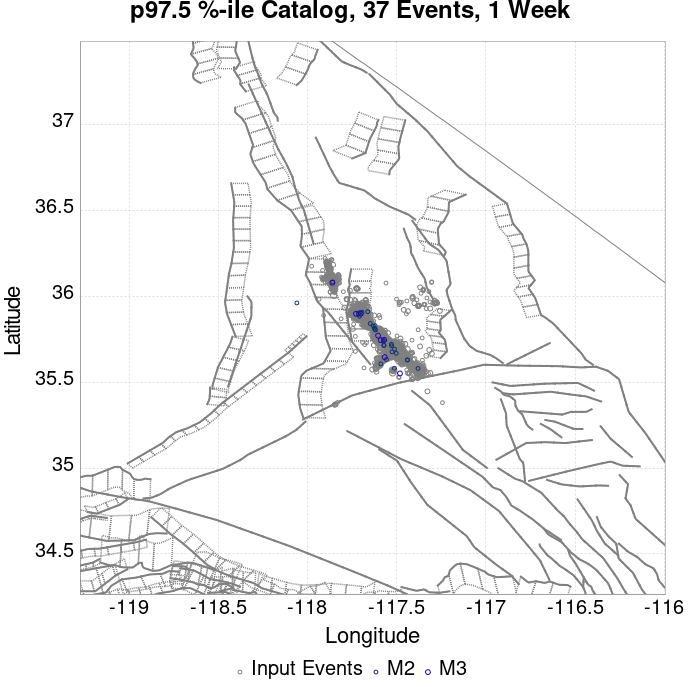 p97.5 %-ile Catalog, 37 Events, 1 Week
37
36.5
36
35.5
35
34.5
Latitude
-119
-118.5
-118
-117.5
-117
-116.5
-116
Longitude
Input Events
M2
M3